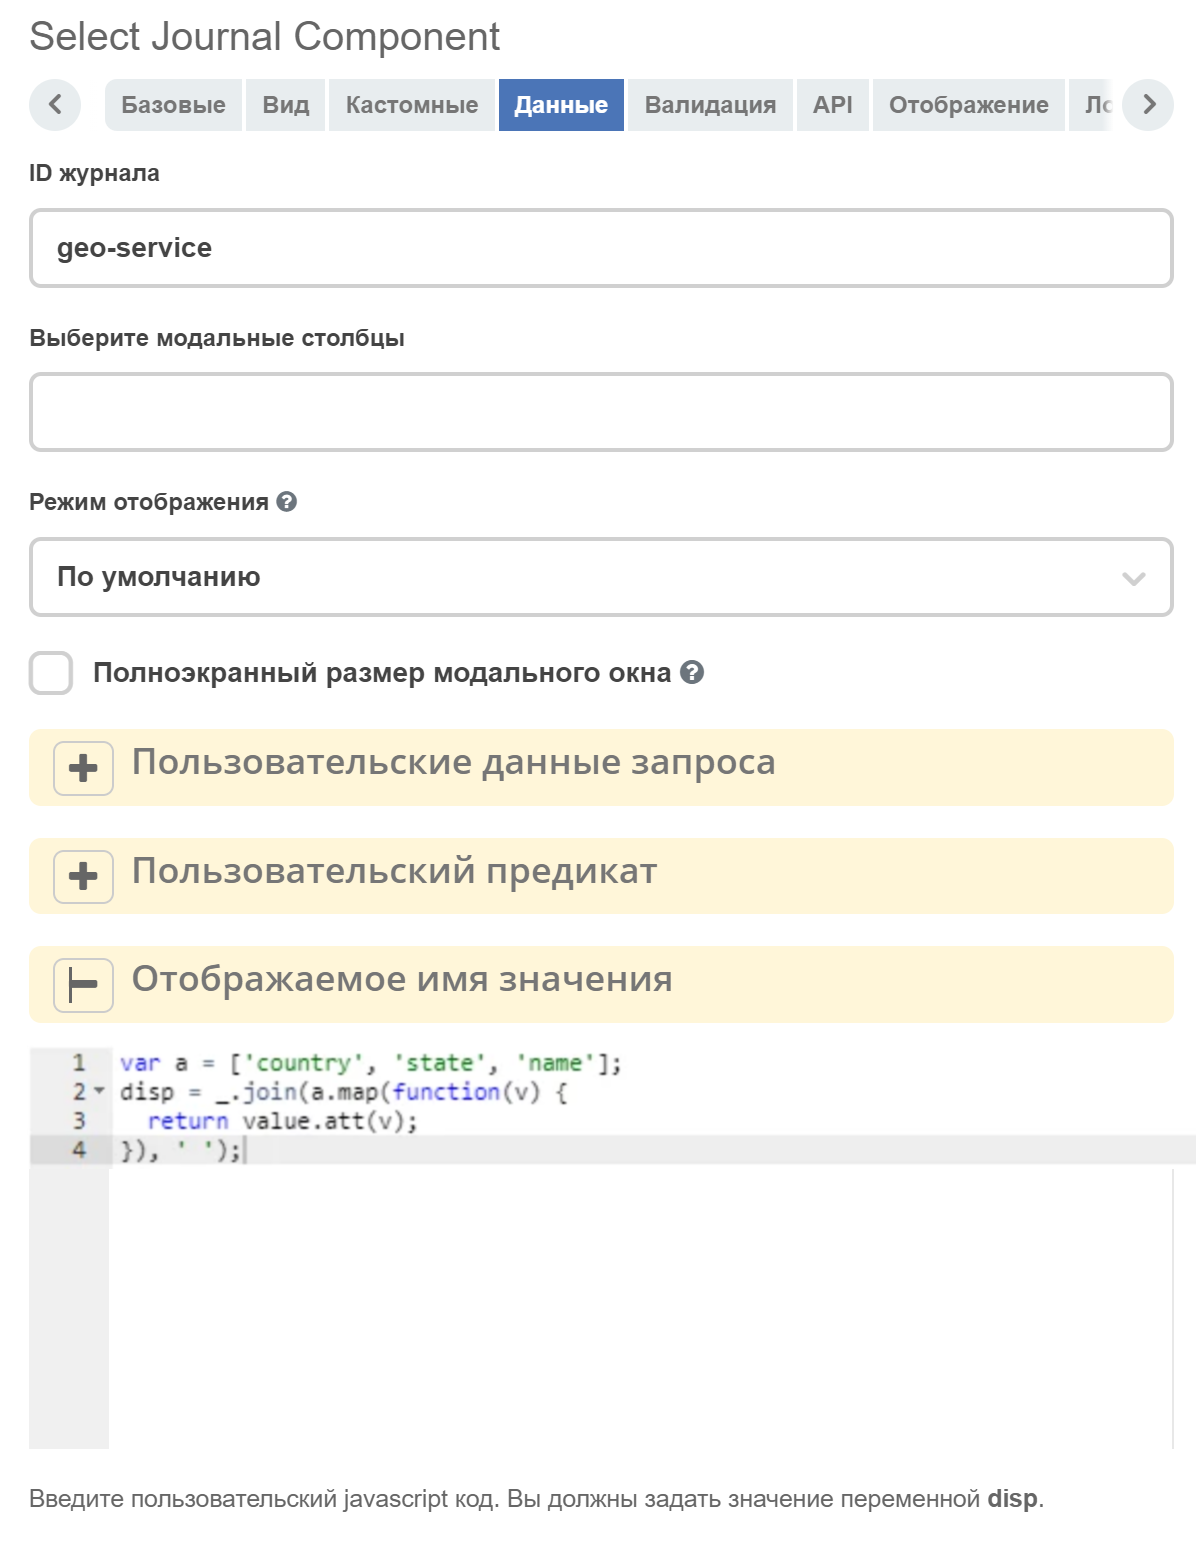 Select Journal Component
Базовые Вид Кастомные Данные Валидация API Отображение
ID журнала
geo-service
Выберите модальные столбцы
Режим отображения
По умолчанию
Полноэкранный размер модального окна
Пользовательские данные запроса
Пользовательский предикат
Отображаемое имя значения
1 var a = ['country', 'state', 'name'];
2 disp = _.join(a.map(function(v) {
3 return value.att(v);
4 }), ' ');
Введите пользовательский javascript код. Вы должны задать значение переменной disp.